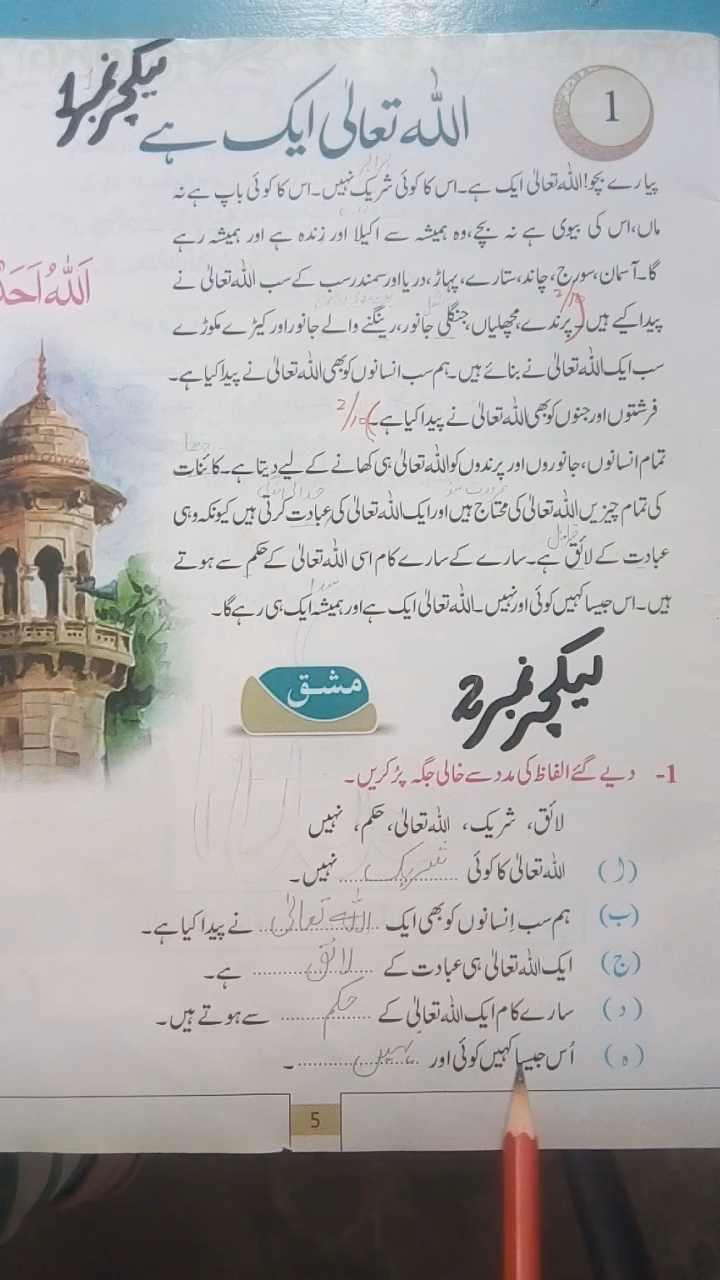 لیکچر نمبر 1
1
اللہ تعالیٰ ایک ہے
برابر
پیارے بچو! اللہ تعالیٰ ایک ہے۔ اس کا کوئی شریک نہیں۔ اس کا کوئی باپ ہے نہ
ماں، اس کی بیوی ہے نہ بچے، وہ ہمیشہ سے اکیلا اور زندہ ہے اور ہمیشہ رہے
گا۔ آسمان، سورج، چاند، ستارے، پہاڑ، دریا اور سمندر سب کے سب اللہ تعالیٰ نے
اَللّٰہُ اَحَد
2/10
پیدا کیے ہیں۔ پرندے، مچھلیاں، جنگلی جانور، رینگنے والے جانور اور کیڑے مکوڑے
سب ایک اللہ تعالیٰ نے بنائے ہیں۔ ہم سب انسانوں کو بھی اللہ تعالیٰ نے پیدا کیا ہے۔
فرشتوں اور جنوں کو بھی اللہ تعالیٰ نے پیدا کیا ہے۔ 2/10
تمام انسانوں، جانوروں اور پرندوں کو اللہ تعالیٰ ہی کھانے کے لیے دیتا ہے۔ کائنات
کی تمام چیزیں اللہ تعالیٰ کی محتاج ہیں اور ایک اللہ تعالیٰ کی عبادت کرتی ہیں کیونکہ وہی
عبادت کے لائق ہے۔ سارے کے سارے کام اسی اللہ تعالیٰ کے حکم سے ہوتے
ہیں۔ اس جیسا کہیں کوئی اور نہیں۔ اللہ تعالیٰ ایک ہے اور ہمیشہ ایک ہی رہے گا۔
مشق
لیکچر نمبر 2
1- دیے گئے الفاظ کی مدد سے خالی جگہ پُر کریں۔
لائق، شریک، اللہ تعالیٰ، حکم، نہیں
(ا) اللہ تعالیٰ کا کوئی شریک نہیں۔
(ب) ہم سب اِنسانوں کو بھی ایک اللہ تعالیٰ نے پیدا کیا ہے۔
(ج) ایک اللہ تعالیٰ ہی عبادت کے لائق ہے۔
(د) سارے کام ایک اللہ تعالیٰ کے حکم سے ہوتے ہیں۔
(ہ) اُس جیسا کہیں کوئی اور نہیں۔
5